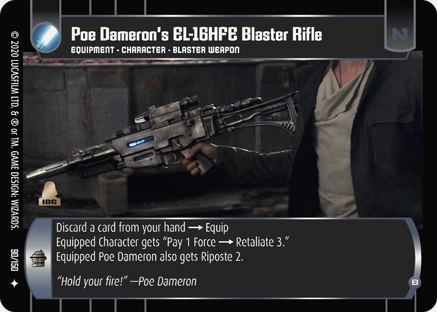 Poe Dameron's EL-16HFE Blaster Rifle
EQUIPMENT • CHARACTER • BLASTER WEAPON
N
© 2020 LUCASFILM LTD. & ® or TM. GAME DESIGN: WIZARDS.
90/150
IDC
Discard a card from your hand → Equip
Equipped Character gets "Pay 1 Force → Retaliate 3."
Equipped Poe Dameron also gets Riposte 2.
"Hold your fire!" —Poe Dameron
B